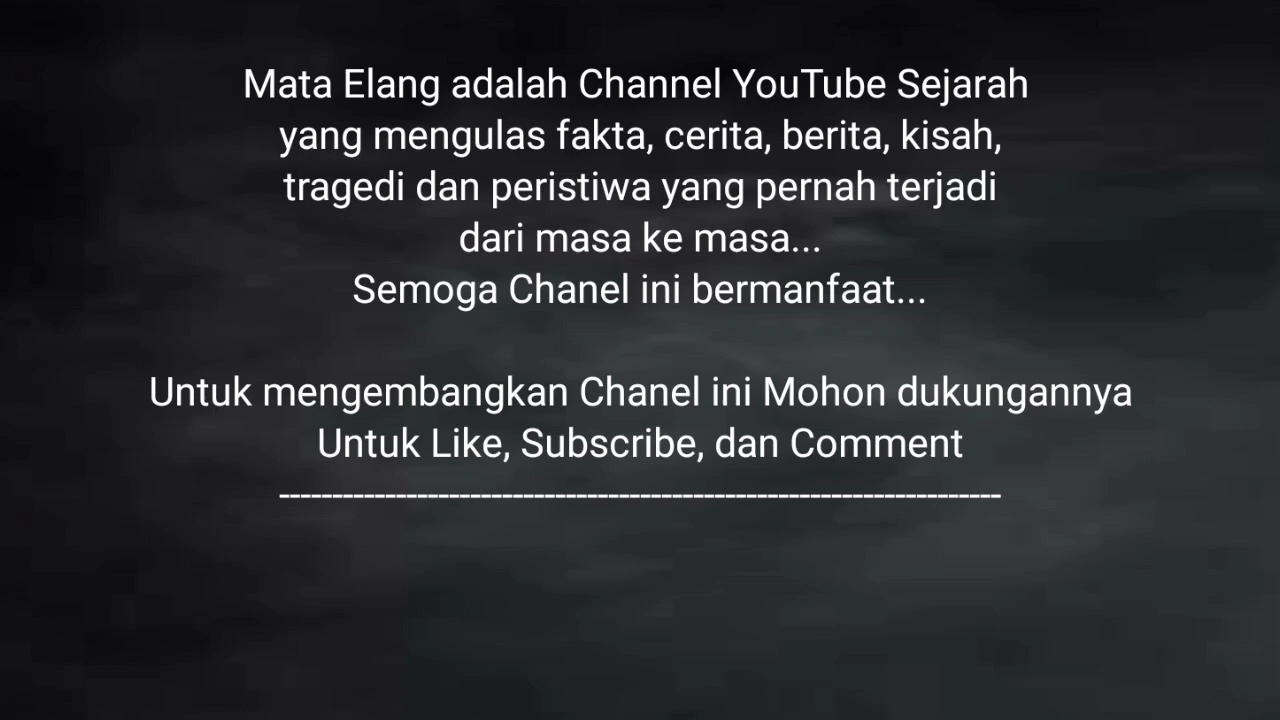 Mata Elang adalah Channel YouTube Sejarah
yang mengulas fakta, cerita, berita, kisah,
tragedi dan peristiwa yang pernah terjadi
dari masa ke masa...
Semoga Chanel ini bermanfaat...
Untuk mengembangkan Chanel ini Mohon dukungannya
Untuk Like, Subscribe, dan Comment
--------------------------------------------------------------------